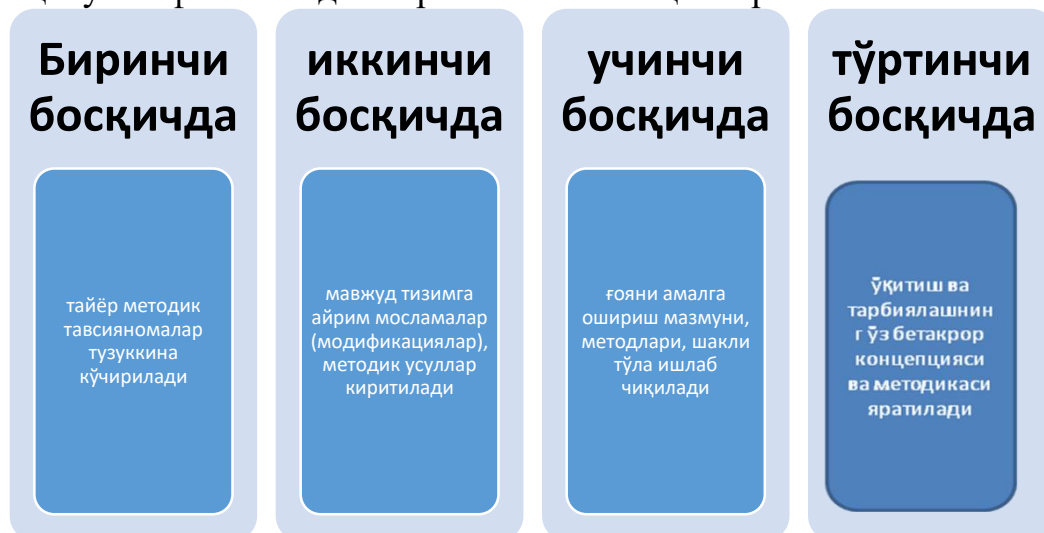 Биринчи
босқичда
тайёр методик
тавсияномалар
тузуккина
кўчирилади
иккинчи
босқичда
мавжуд тизимга
айрим мосламалар
(модификациялар),
методик усуллар
киритилади
учинчи
босқичда
ғояни амалга
ошириш мазмуни,
методлари, шакли
тўла ишлаб
чиқилади
тўртинчи
босқичда
ўқитиш ва
тарбиялашнин
г ўз бетакрор
концепцияси
ва методикаси
яратилади